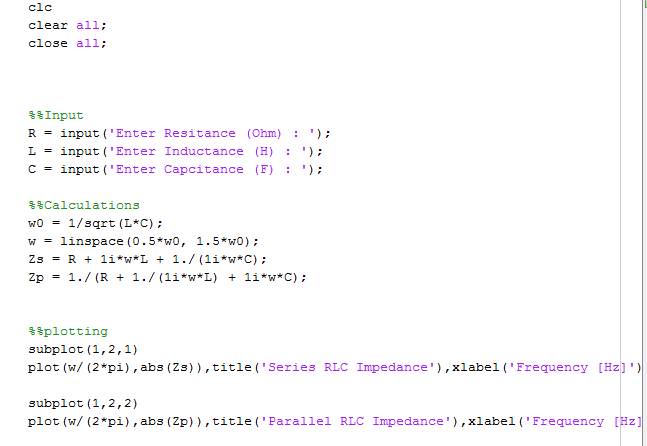 clc
clear all;
close all;
%%Input
R = input('Enter Resitance (Ohm) : ');
L = input('Enter Inductance (H) : ');
C = input('Enter Capcitance (F) : ');
%%Calculations
w0 = 1/sqrt(L*C);
w = linspace(0.5*w0, 1.5*w0);
Zs = R + 1i*w*L + 1./(1i*w*C);
Zp = 1./(R + 1./(1i*w*L) + 1i*w*C);
%%plotting
subplot(1,2,1)
plot(w/(2*pi),abs(Zs)),title('Series RLC Impedance'),xlabel('Frequency [Hz]')
subplot(1,2,2)
plot(w/(2*pi),abs(Zp)),title('Parallel RLC Impedance'),xlabel('Frequency [Hz]